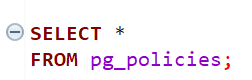 SELECT *
FROM pg_policies;